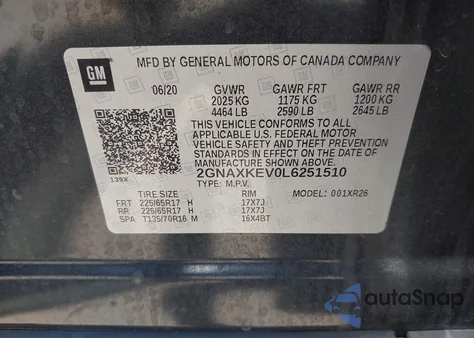 GM
MFD BY GENERAL MOTORS OF CANADA COMPANY
06/20 GVWR GAWR FRT GAWR RR
2025 KG 1175 KG 1200 KG
4464 LB 2590 LB 2645 LB
THIS VEHICLE CONFORMS TO ALL
APPLICABLE U.S. FEDERAL MOTOR
VEHICLE SAFETY, BUMPER, AND
THEFT PREVENTION STANDARDS
IN EFFECT ON THE DATE OF
MANUFACTURE SHOWN ABOVE.
139X 2GNAXKEV0L6251510
TYPE: M.P.V.
TIRE SIZE RIM MODEL: 001XR26
FRT 225/65R17 H 17X7J
RR 225/65R17 H 17X7J
SPA T135/70R16 M 16X4BT
autoSnap